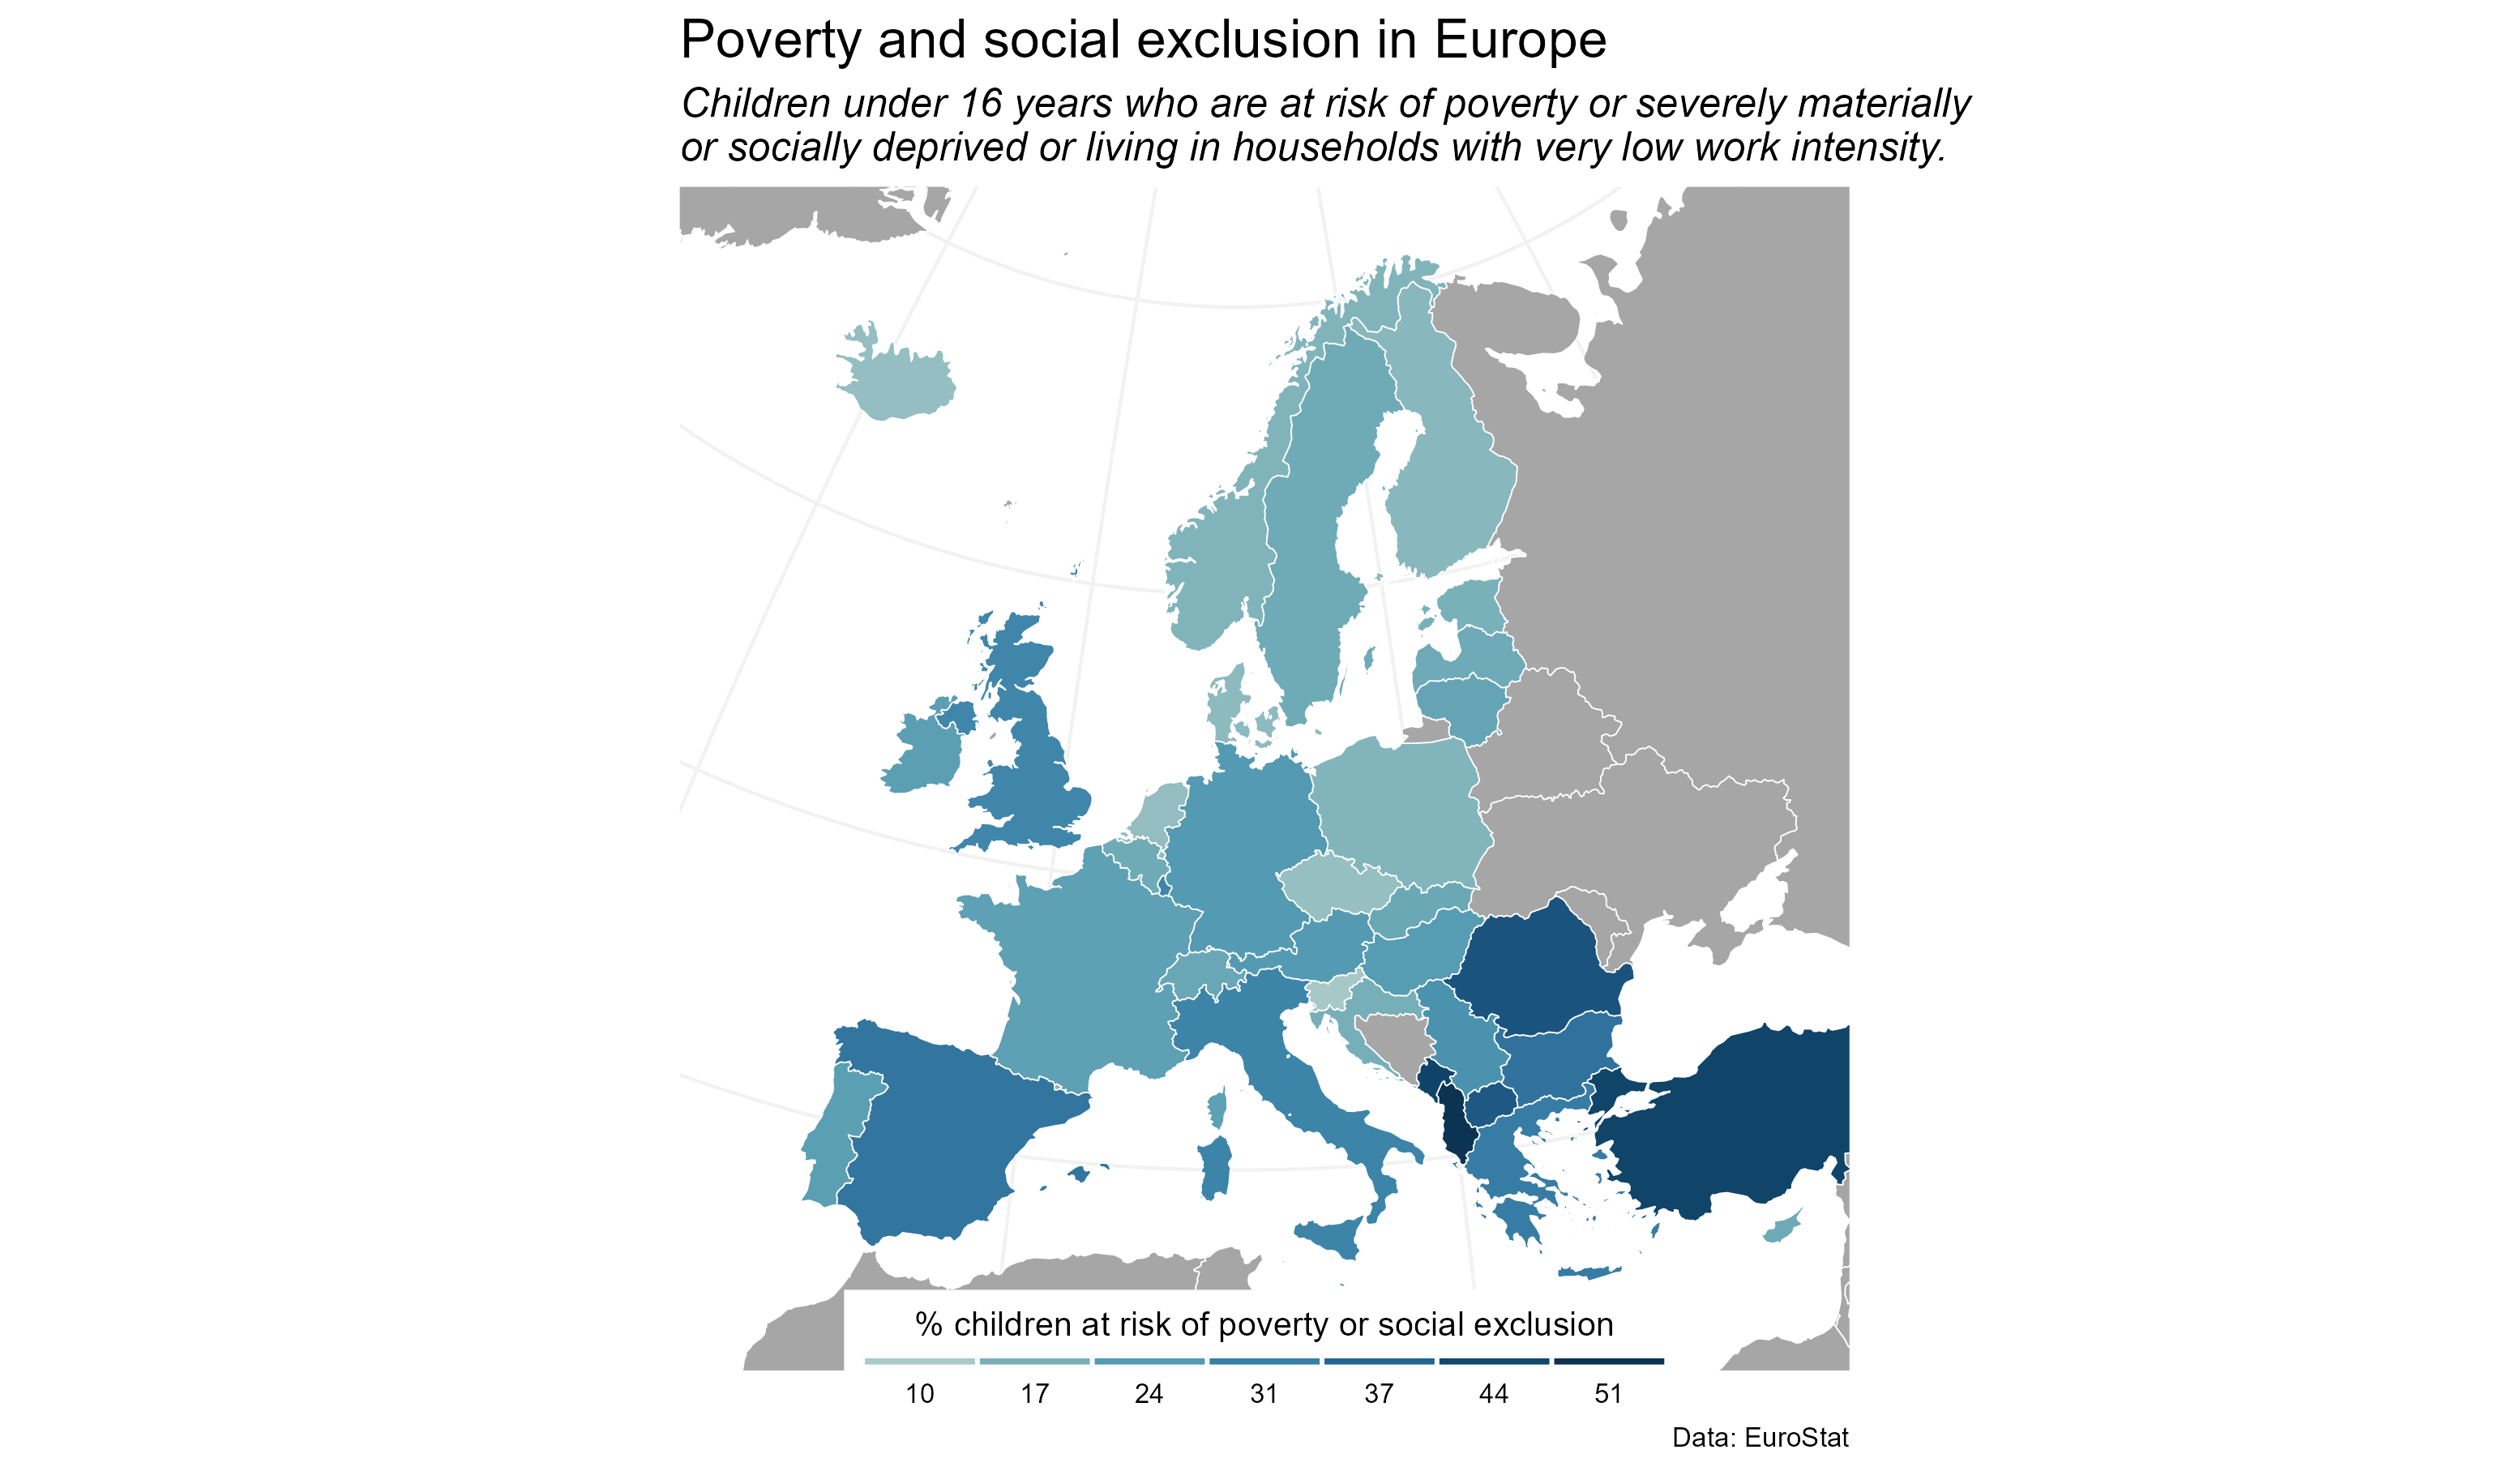 Poverty and social exclusion in Europe
Children under 16 years who are at risk of poverty or severely materially
or socially deprived or living in households with very low work intensity.
% children at risk of poverty or social exclusion
10 17 24 31 37 44 51
Data: EuroStat